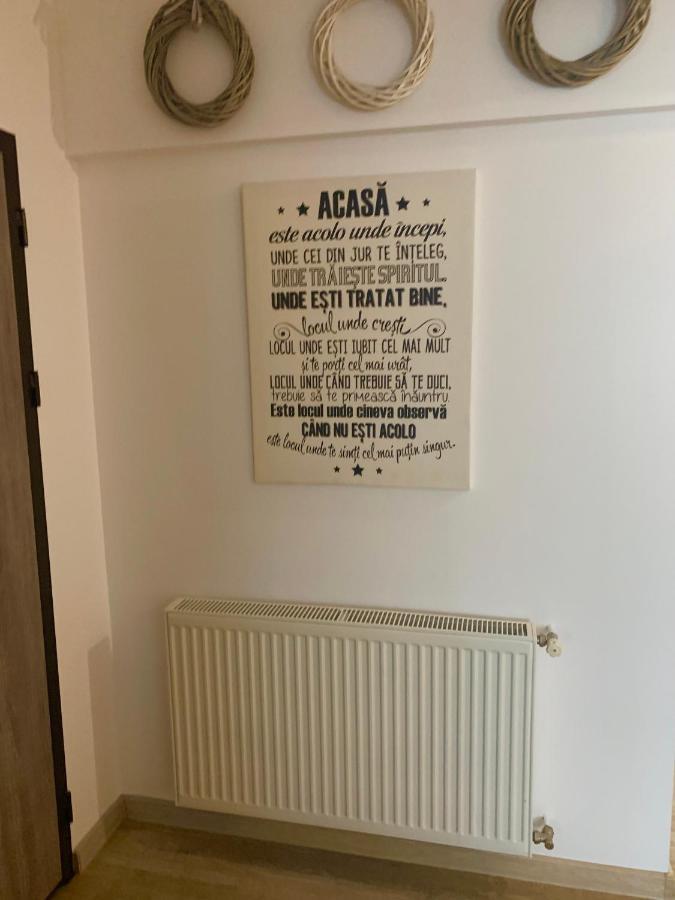 ACASĂ
este acolo unde începi,
UNDE CEI DIN JUR TE ÎNȚELEG,
UNDE TRĂIEȘTE SPIRITUL.
UNDE EȘTI TRATAT BINE,
locul unde crești
LOCUL UNDE EȘTI IUBIT CEL MAI MULT
și te porți cel mai urât,
LOCUL UNDE CÂND TREBUIE SĂ TE DUCI,
trebuie să te primească înăuntru.
Este locul unde cineva observă
CÂND NU EȘTI ACOLO
este locul unde te simți cel mai puțin singur.